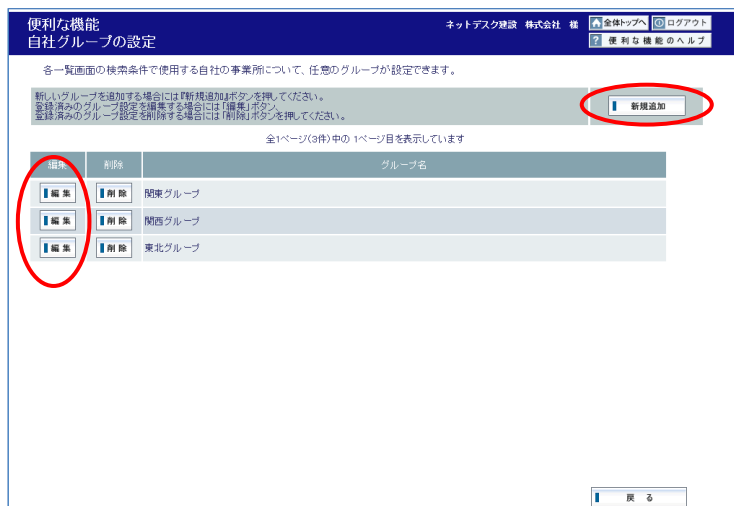 便利な機能
自社グループの設定
ネットデスク建設 株式会社 様
全体トップへ
ログアウト
? 便利な機能のヘルプ
各一覧画面の検索条件で使用する自社の事業所について、任意のグループが設定できます。
新しいグループを追加する場合には『新規追加』ボタンを押してください。
登録済みのグループ設定を編集する場合には「編集」ボタン、
登録済みのグループ設定を削除する場合には「削除」ボタンを押してください。
新規追加
全1ページ(3件)中の 1ページ目を表示しています
編集 削除 グループ名
編集 削除 関東グループ
編集 削除 関西グループ
編集 削除 東北グループ
戻る